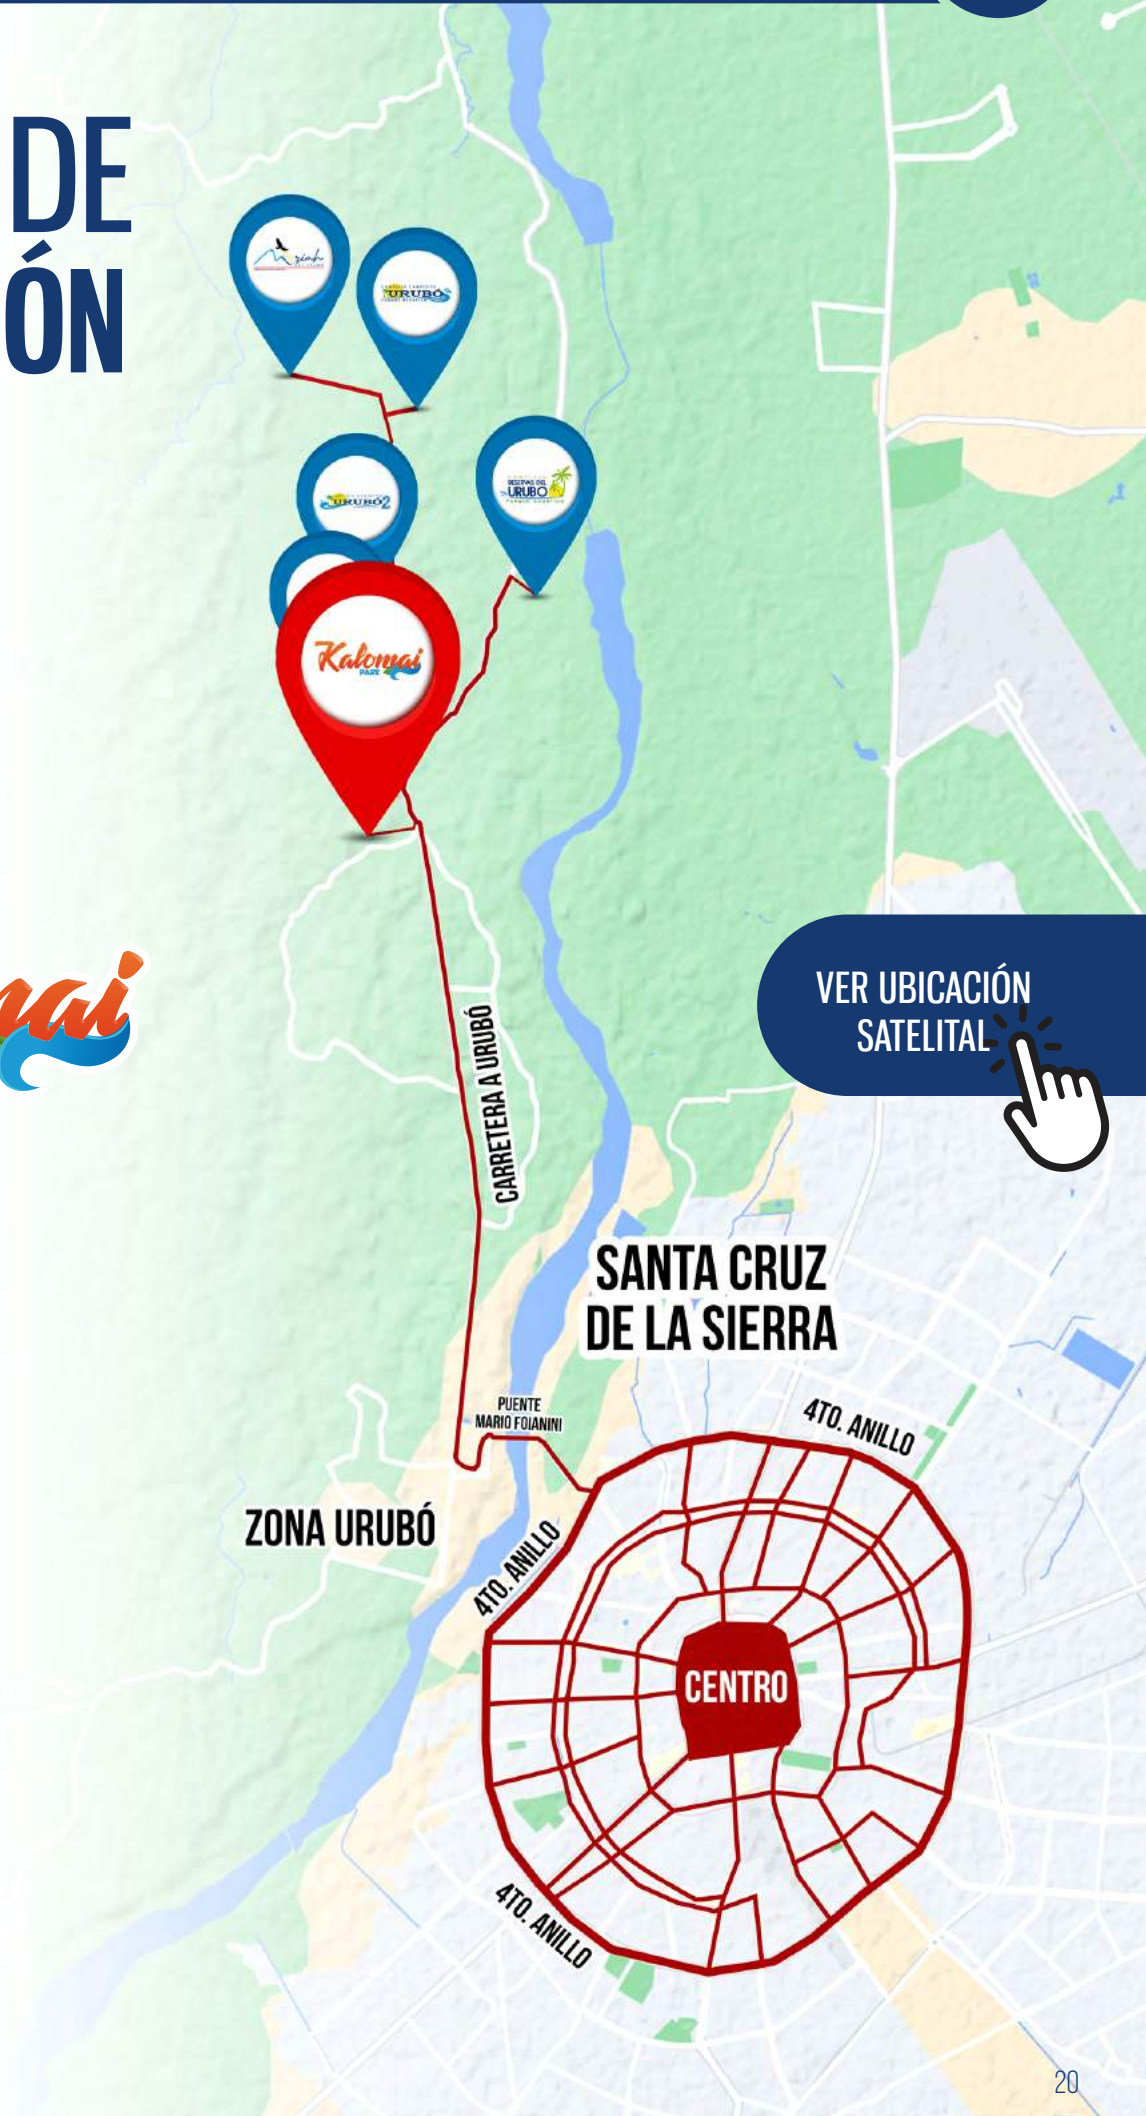 DE
ÓN
URUBÓ
URUBÓ2
RESERVAS DEL
URUBO
Kalomai
PARK
mai
VER UBICACIÓN
SATELITAL
CARRETERA A URUBÓ
SANTA CRUZ
DE LA SIERRA
PUENTE
MARIO FOIANINI
4TO. ANILLO
ZONA URUBÓ
4TO. ANILLO
CENTRO
4TO. ANILLO
20